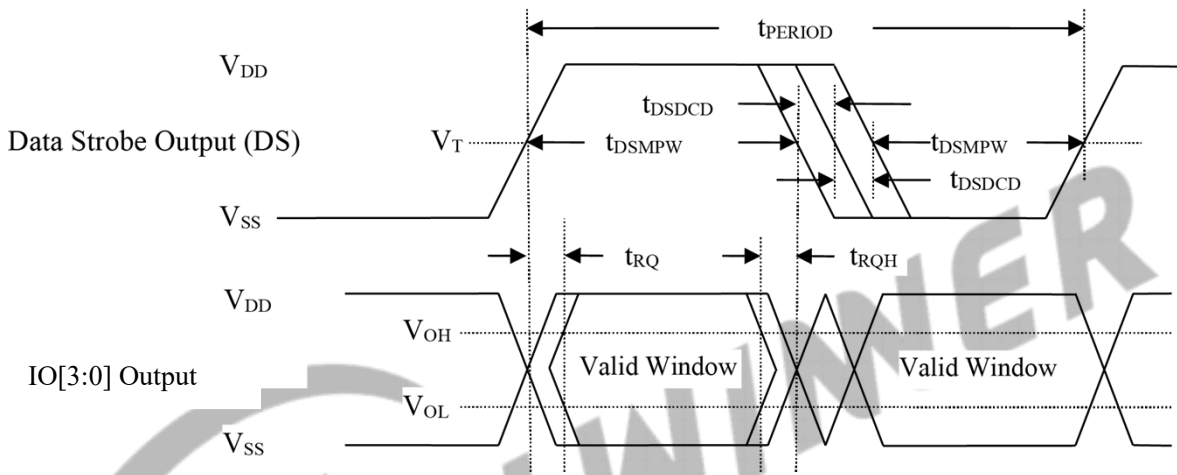 tPERIOD
VDD
tDSDCD
Data Strobe Output (DS)
VT
tDSMPW
tDSMPW
tDSDCD
VSS
tRQ
tRQH
VDD
VOH
IO[3:0] Output
Valid Window
Valid Window
VOL
VSS
WINNER